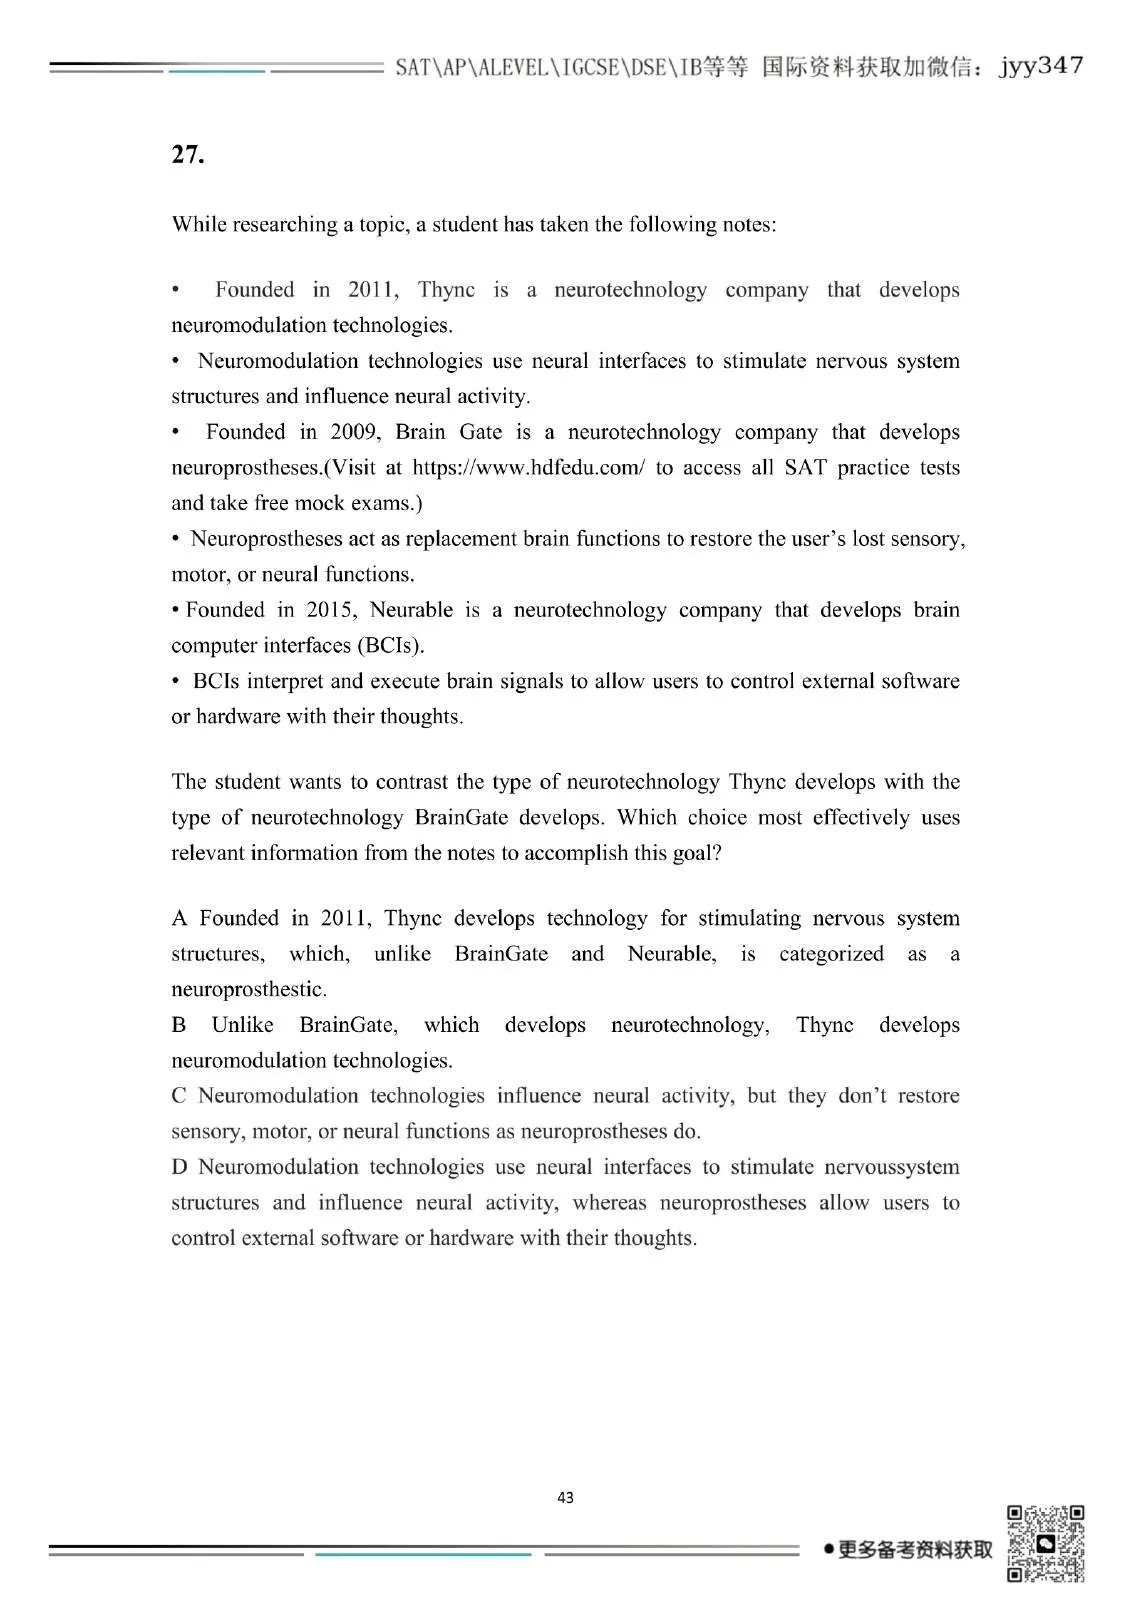 SAT\AP\ALEVEL\IGCSE\DSE\IB等等 国际资料获取加微信：jyy347
27.
While researching a topic, a student has taken the following notes:
• Founded in 2011, Thync is a neurotechnology company that develops
neuromodulation technologies.
• Neuromodulation technologies use neural interfaces to stimulate nervous system
structures and influence neural activity.
• Founded in 2009, Brain Gate is a neurotechnology company that develops
neuroprostheses.(Visit at https://www.hdfedu.com/ to access all SAT practice tests
and take free mock exams.)
• Neuroprostheses act as replacement brain functions to restore the user’s lost sensory,
motor, or neural functions.
• Founded in 2015, Neurable is a neurotechnology company that develops brain
computer interfaces (BCIs).
• BCIs interpret and execute brain signals to allow users to control external software
or hardware with their thoughts.
The student wants to contrast the type of neurotechnology Thync develops with the
type of neurotechnology BrainGate develops. Which choice most effectively uses
relevant information from the notes to accomplish this goal?
A Founded in 2011, Thync develops technology for stimulating nervous system
structures, which, unlike BrainGate and Neurable, is categorized as a
neuroprosthestic.
B Unlike BrainGate, which develops neurotechnology, Thync develops
neuromodulation technologies.
C Neuromodulation technologies influence neural activity, but they don’t restore
sensory, motor, or neural functions as neuroprostheses do.
D Neuromodulation technologies use neural interfaces to stimulate nervoussystem
structures and influence neural activity, whereas neuroprostheses allow users to
control external software or hardware with their thoughts.
43
●更多备考资料获取